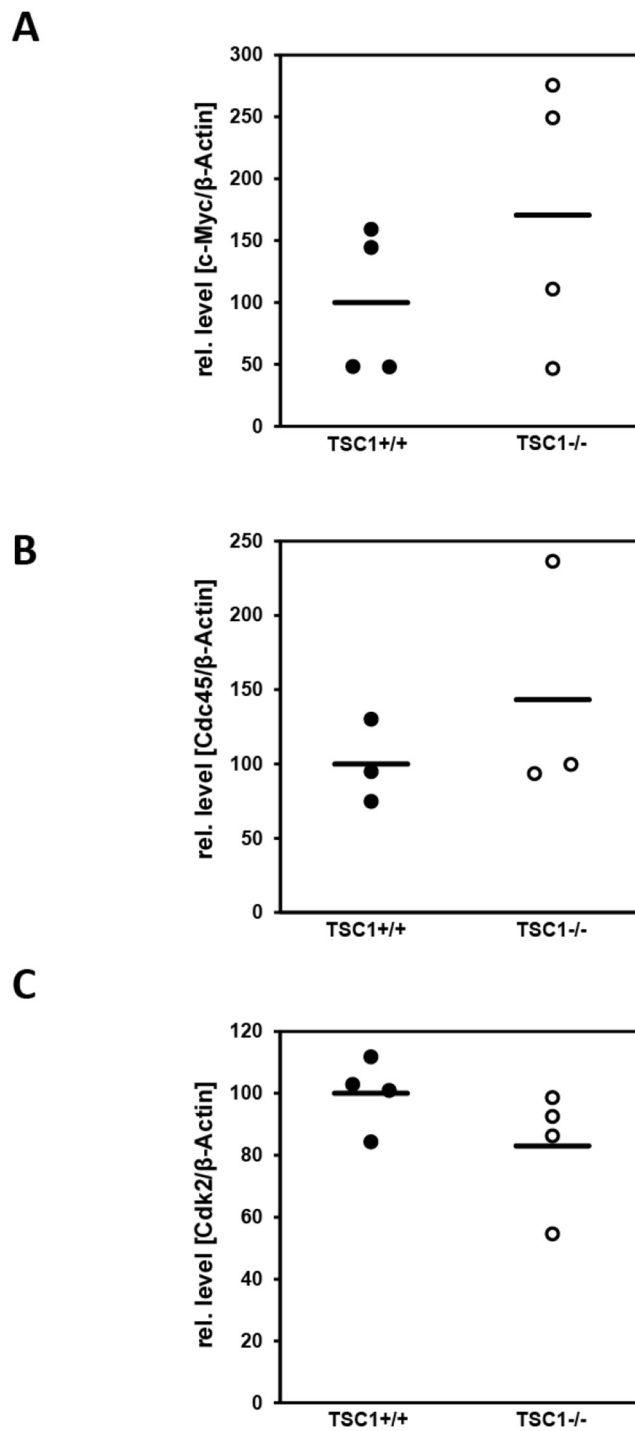 A
rel. level [c-Myc/β-Actin]
300
250
200
150
100
50
0
TSC1+/+ TSC1-/-
B
rel. level [Cdc45/β-Actin]
250
200
150
100
50
0
TSC1+/+ TSC1-/-
C
rel. level [Cdk2/β-Actin]
120
100
80
60
40
20
0
TSC1+/+ TSC1-/-